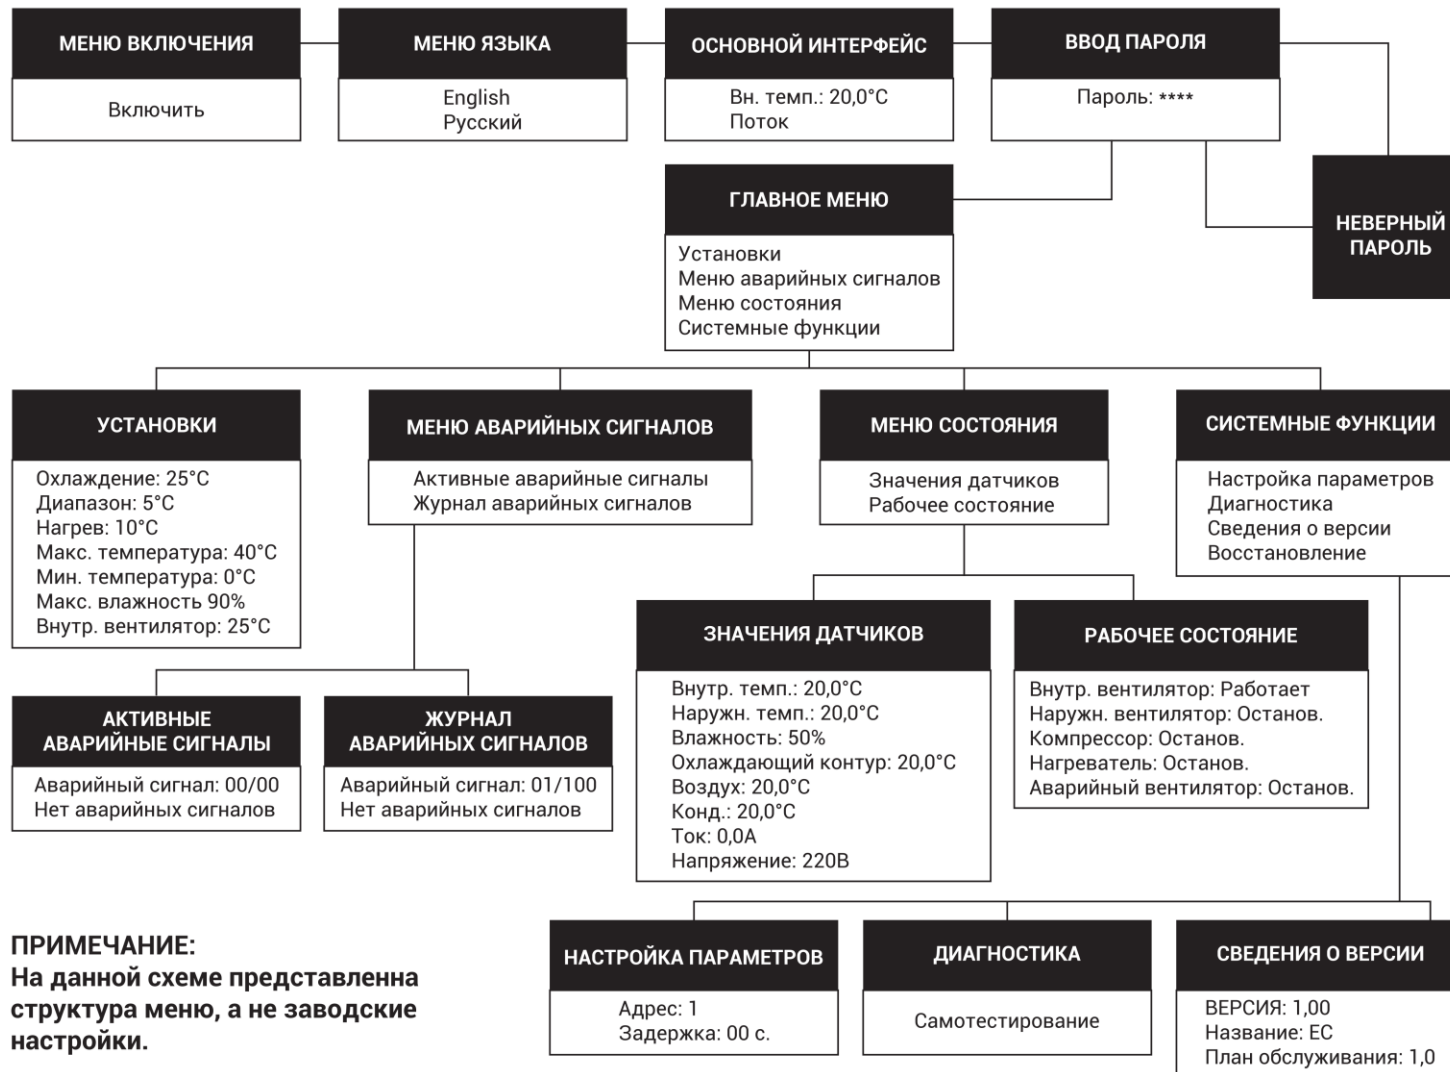 МЕНЮ ВКЛЮЧЕНИЯ
Включить
МЕНЮ ЯЗЫКА
English
Русский
ОСНОВНОЙ ИНТЕРФЕЙС
Вн. темп.: 20,0°C
Поток
ВВОД ПАРОЛЯ
Пароль: ****
НЕВЕРНЫЙ
ПАРОЛЬ
ГЛАВНОЕ МЕНЮ
Установки
Меню аварийных сигналов
Меню состояния
Системные функции
УСТАНОВКИ
Охлаждение: 25°C
Диапазон: 5°C
Нагрев: 10°C
Макс. температура: 40°C
Мин. температура: 0°C
Макс. влажность 90%
Внутр. вентилятор: 25°C
МЕНЮ АВАРИЙНЫХ СИГНАЛОВ
Активные аварийные сигналы
Журнал аварийных сигналов
МЕНЮ СОСТОЯНИЯ
Значения датчиков
Рабочее состояние
СИСТЕМНЫЕ ФУНКЦИИ
Настройка параметров
Диагностика
Сведения о версии
Восстановление
АКТИВНЫЕ
АВАРИЙНЫЕ СИГНАЛЫ
Аварийный сигнал: 00/00
Нет аварийных сигналов
ЖУРНАЛ
АВАРИЙНЫХ СИГНАЛОВ
Аварийный сигнал: 01/100
Нет аварийных сигналов
ЗНАЧЕНИЯ ДАТЧИКОВ
Внутр. темп.: 20,0°C
Наружн. темп.: 20,0°C
Влажность: 50%
Охлаждающий контур: 20,0°C
Воздух: 20,0°C
Конд.: 20,0°C
Ток: 0,0А
Напряжение: 220В
РАБОЧЕЕ СОСТОЯНИЕ
Внутр. вентилятор: Работает
Наружн. вентилятор: Останов.
Компрессор: Останов.
Нагреватель: Останов.
Аварийный вентилятор: Останов.
ПРИМЕЧАНИЕ:
На данной схеме представленна
структура меню, а не заводские
настройки.
НАСТРОЙКА ПАРАМЕТРОВ
Адрес: 1
Задержка: 00 с.
ДИАГНОСТИКА
Самотестирование
СВЕДЕНИЯ О ВЕРСИИ
ВЕРСИЯ: 1,00
Название: EC
План обслуживания: 1,0